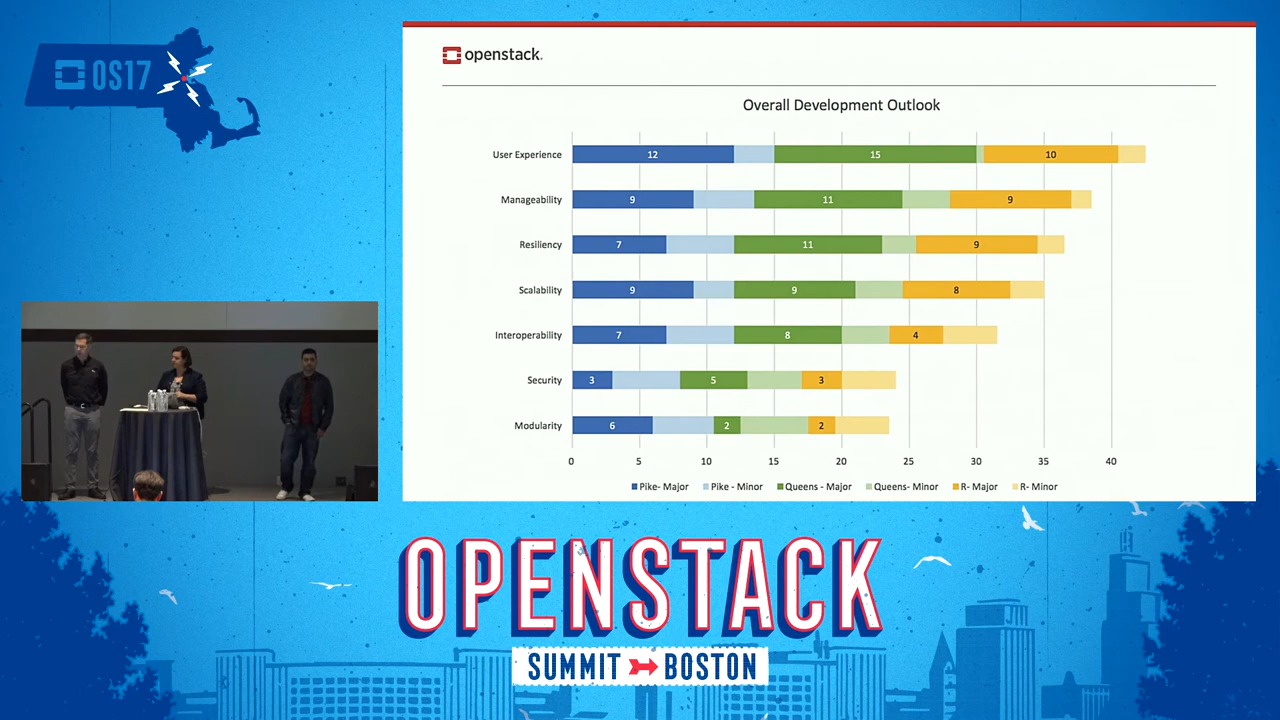 OS17
openstack.
Overall Development Outlook
User Experience 12 15 10
Manageability 9 11 9
Resiliency 7 11 9
Scalability 9 9 8
Interoperability 7 8 4
Security 3 5 3
Modularity 6 2 2
0 5 10 15 20 25 30 35 40
Pike- Major Pike - Minor Queens - Major Queens- Minor R- Major R- Minor
OPENSTACK
SUMMIT BOSTON